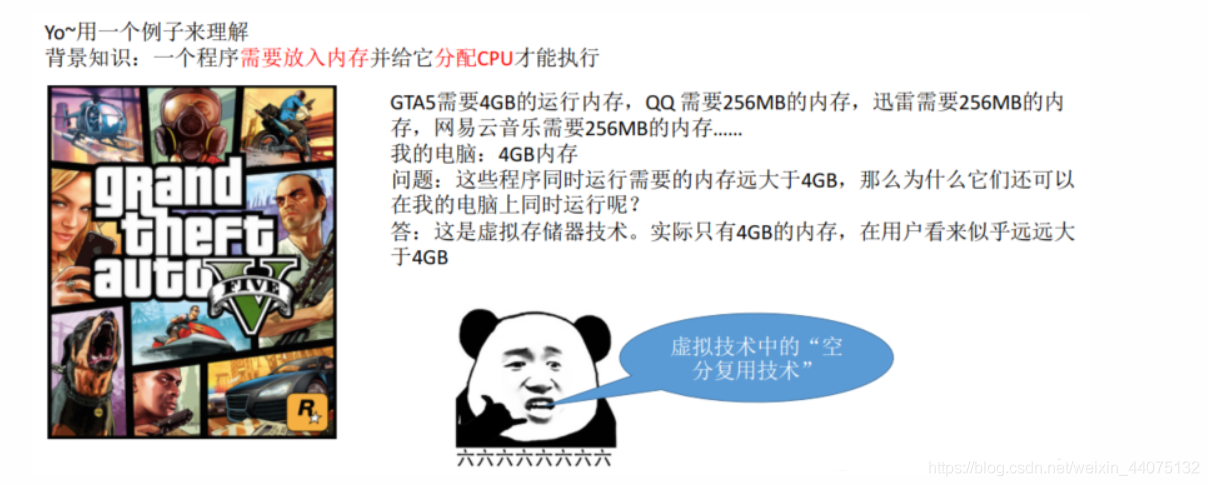 Yo~用一个例子来理解
背景知识：一个程序需要放入内存并给它分配CPU才能执行
GTA5需要4GB的运行内存，QQ 需要256MB的内存，迅雷需要256MB的内
存，网易云音乐需要256MB的内存......
我的电脑：4GB内存
问题：这些程序同时运行需要的内存远大于4GB，那么为什么它们还可以
在我的电脑上同时运行呢？
答：这是虚拟存储器技术。实际只有4GB的内存，在用户看来似乎远远大
于4GB
grand
theft
auto
FIVE
R
虚拟技术中的“空
分复用技术”
六六六六六六六六
https://blog.csdn.net/weixin_44075132